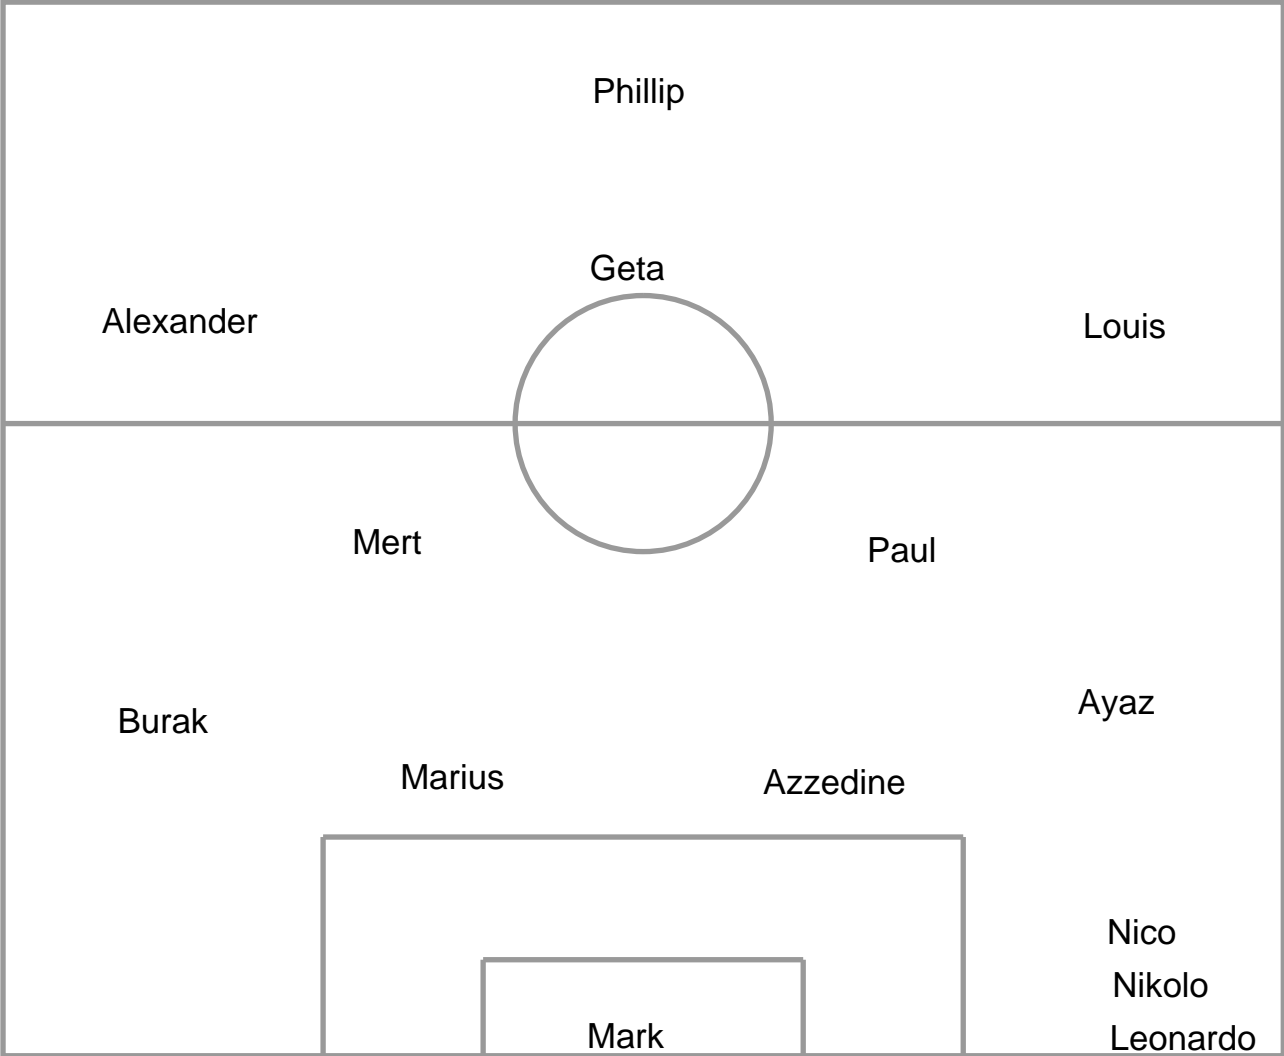 Phillip
Geta
Alexander
Louis
Mert
Paul
Ayaz
Burak
Marius
Azzedine
Nico
Nikolo
Mark
Leonardo